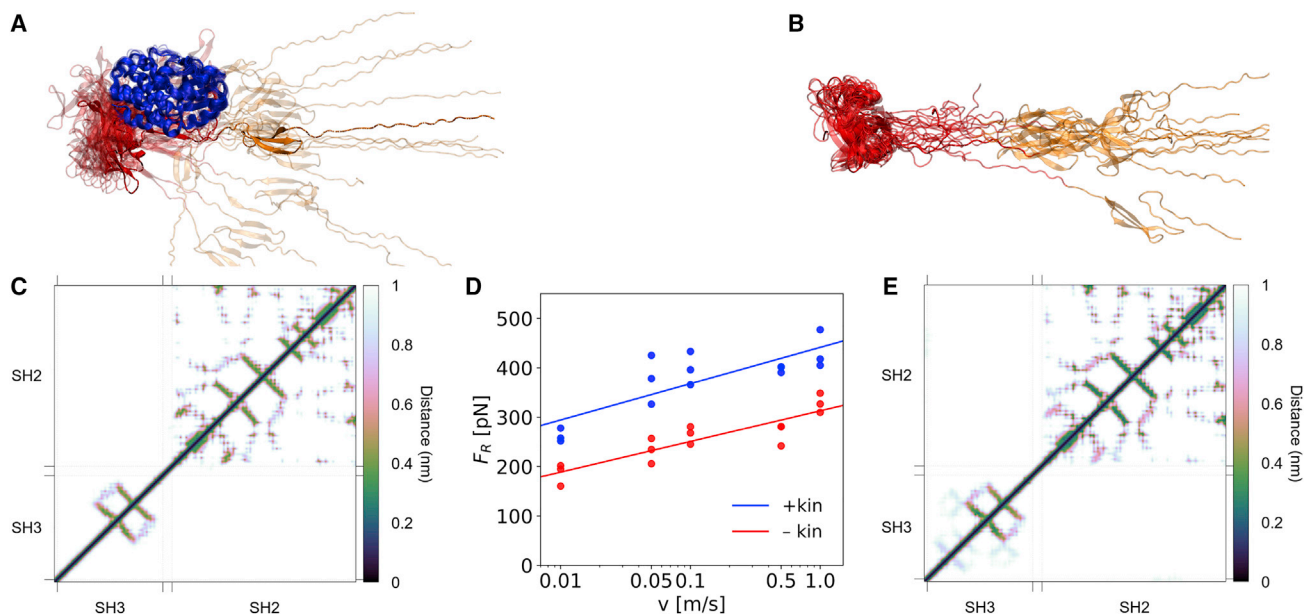 A
B
C
SH2
SH3
SH3
SH2
1
0.8
0.6
0.4
0.2
0
Distance (nm)
D
500
400
300
200
100
0
F_R [pN]
+kin
– kin
0.01
0.05
0.1
0.5
1.0
v [m/s]
E
SH2
SH3
SH3
SH2
1
0.8
0.6
0.4
0.2
0
Distance (nm)